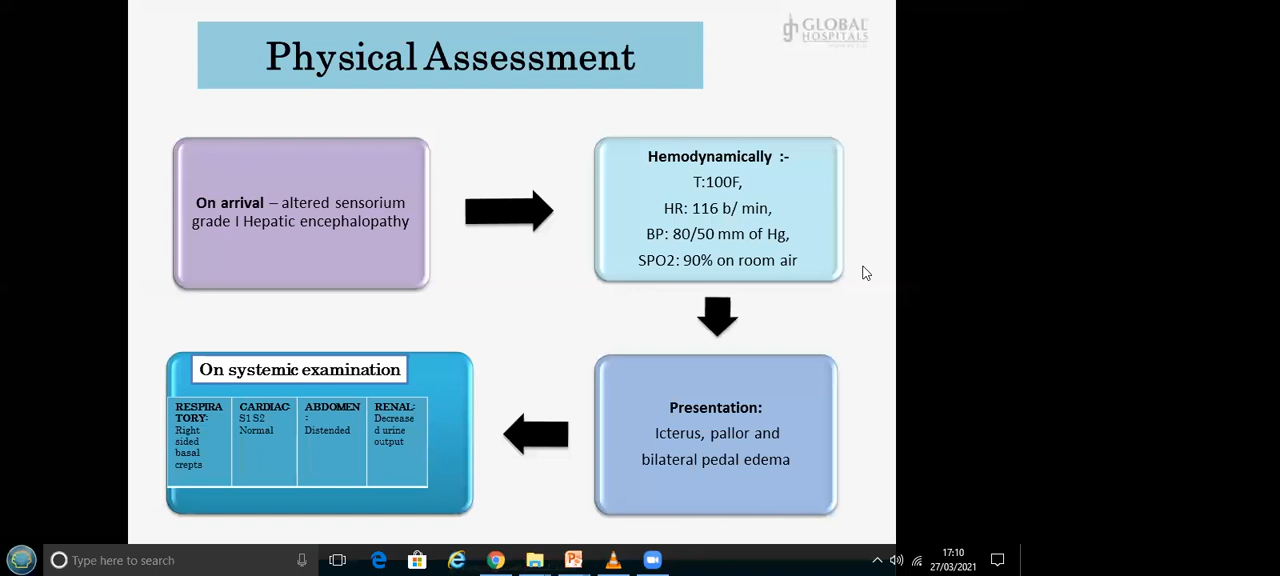 Physical Assessment
GLOBAL
HOSPITALS
On arrival – altered sensorium
grade I Hepatic encephalopathy
Hemodynamically :-
T:100F,
HR: 116 b/ min,
BP: 80/50 mm of Hg,
SPO2: 90% on room air
Presentation:
Icterus, pallor and
bilateral pedal edema
On systemic examination
RESPIRA
TORY:
Right
sided
basal
crepts
CARDIAC:
S1 S2
Normal
ABDOMEN
:
Distended
RENAL:
Decrease
d urine
output
Type here to search
17:10
27/03/2021